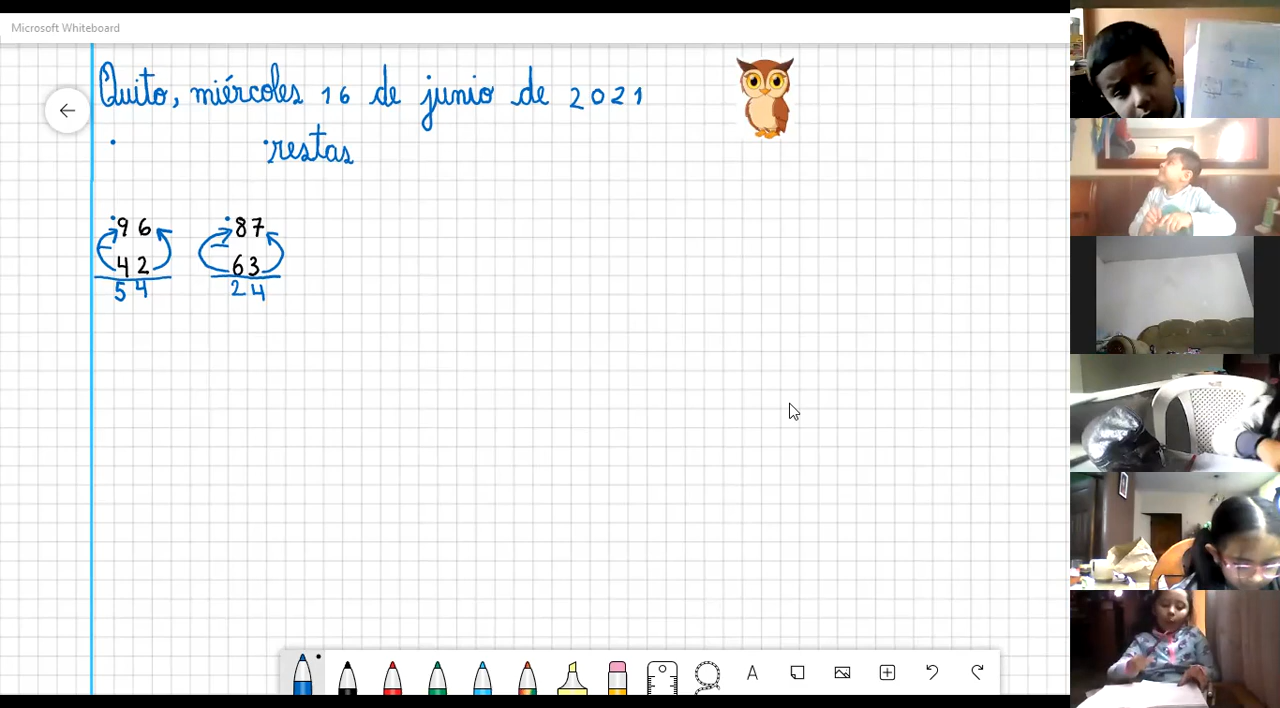 Microsoft Whiteboard
Quito, miércoles 16 de junio de 2021
restas
96 87
42 63
54 24
A